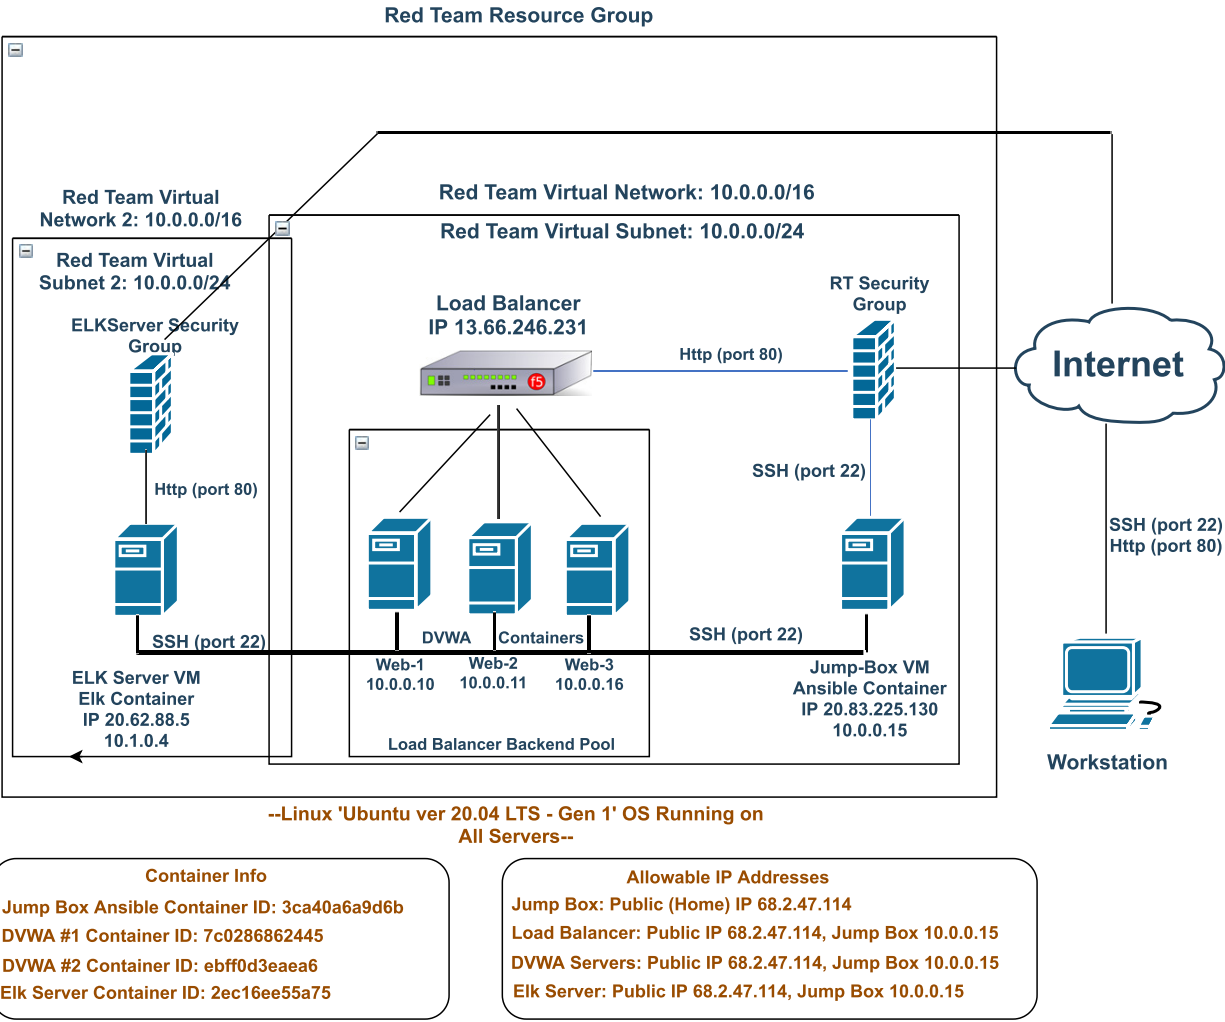 Red Team Resource Group
Red Team Virtual
Network 2: 10.0.0.0/16
Red Team Virtual Network: 10.0.0.0/16
Red Team Virtual Subnet: 10.0.0.0/24
Red Team Virtual
Subnet 2: 10.0.0.0/24
ELKServer Security
Group
Load Balancer
IP 13.66.246.231
f5
RT Security
Group
Http (port 80)
Internet
Http (port 80)
SSH (port 22)
SSH (port 22)
Http (port 80)
SSH (port 22)
DVWA
Containers
SSH (port 22)
Web-1
10.0.0.10
Web-2
10.0.0.11
Web-3
10.0.0.16
ELK Server VM
Elk Container
IP 20.62.88.5
10.1.0.4
Jump-Box VM
Ansible Container
IP 20.83.225.130
10.0.0.15
Load Balancer Backend Pool
Workstation
--Linux 'Ubuntu ver 20.04 LTS - Gen 1' OS Running on
All Servers--
Container Info
Jump Box Ansible Container ID: 3ca40a6a9d6b
DVWA #1 Container ID: 7c0286862445
DVWA #2 Container ID: ebff0d3eaea6
Elk Server Container ID: 2ec16ee55a75
Allowable IP Addresses
Jump Box: Public (Home) IP 68.2.47.114
Load Balancer: Public IP 68.2.47.114, Jump Box 10.0.0.15
DVWA Servers: Public IP 68.2.47.114, Jump Box 10.0.0.15
Elk Server: Public IP 68.2.47.114, Jump Box 10.0.0.15